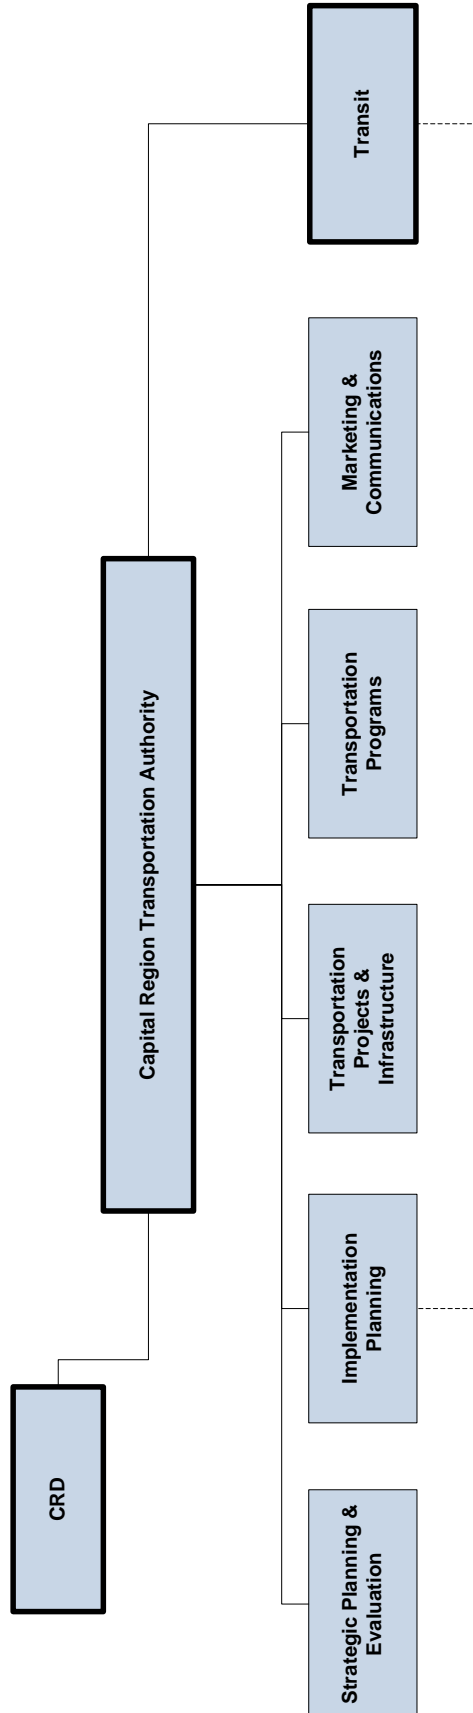 CRD
Capital Region Transportation Authority
Strategic Planning &
Evaluation
Implementation
Planning
Transportation
Projects &
Infrastructure
Transportation
Programs
Marketing &
Communications
Transit